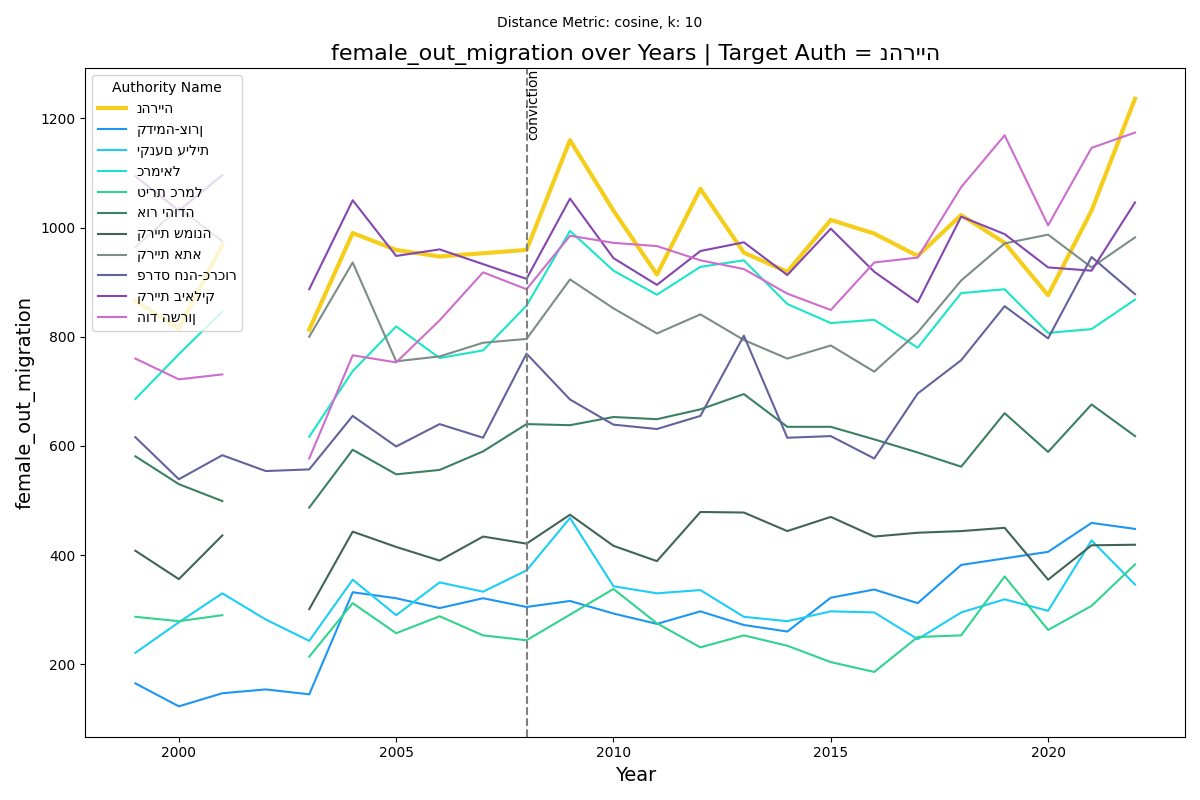 Distance Metric: cosine, k: 10
female_out_migration over Years | Target Auth = נהרייה
Authority Name
נהרייה
קדימה-צורן
יקנעם עילית
כרמיאל
טירת כרמל
אור יהודה
קריית שמונה
קריית אתא
פרדס חנה-כרכור
קריית ביאליק
הוד השרון
conviction
female_out_migration
1200
1000
800
600
400
200
2000 2005 2010 2015 2020
Year